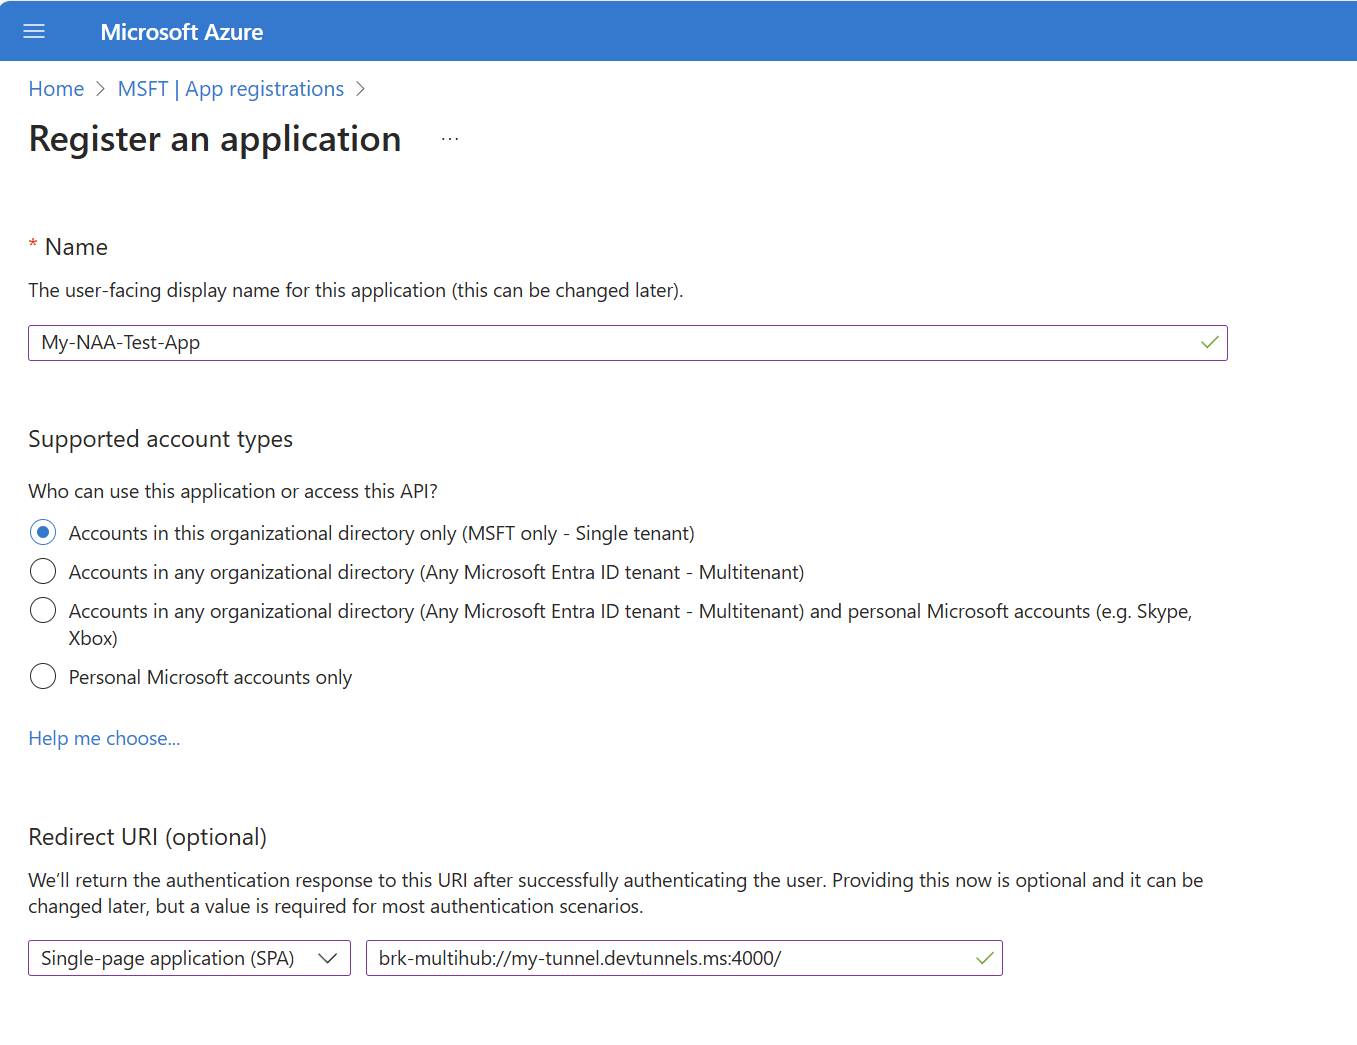 Microsoft Azure
Home > MSFT | App registrations >
Register an application ...
* Name
The user-facing display name for this application (this can be changed later).
My-NAA-Test-App
Supported account types
Who can use this application or access this API?
Accounts in this organizational directory only (MSFT only - Single tenant)
Accounts in any organizational directory (Any Microsoft Entra ID tenant - Multitenant)
Accounts in any organizational directory (Any Microsoft Entra ID tenant - Multitenant) and personal Microsoft accounts (e.g. Skype,
Xbox)
Personal Microsoft accounts only
Help me choose...
Redirect URI (optional)
We'll return the authentication response to this URI after successfully authenticating the user. Providing this now is optional and it can be
changed later, but a value is required for most authentication scenarios.
Single-page application (SPA) brk-multihub://my-tunnel.devtunnels.ms:4000/